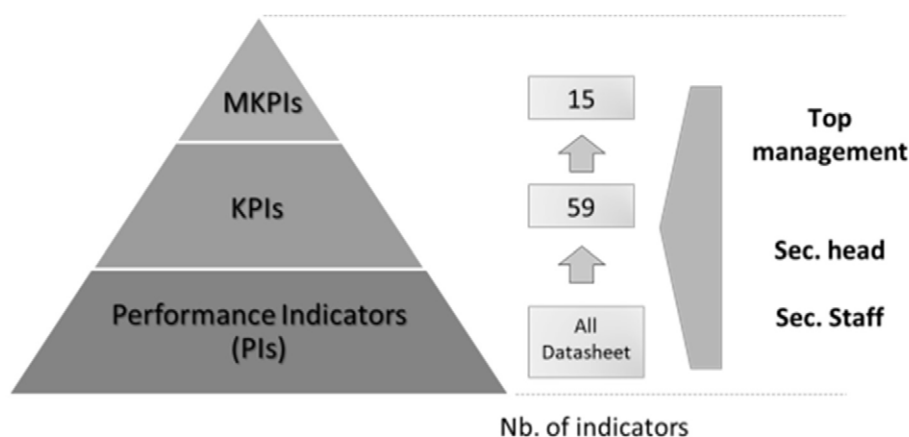 MKPIs
KPIs
Performance Indicators
(PIs)
15
59
All
Datasheet
Top
management
Sec. head
Sec. Staff
Nb. of indicators